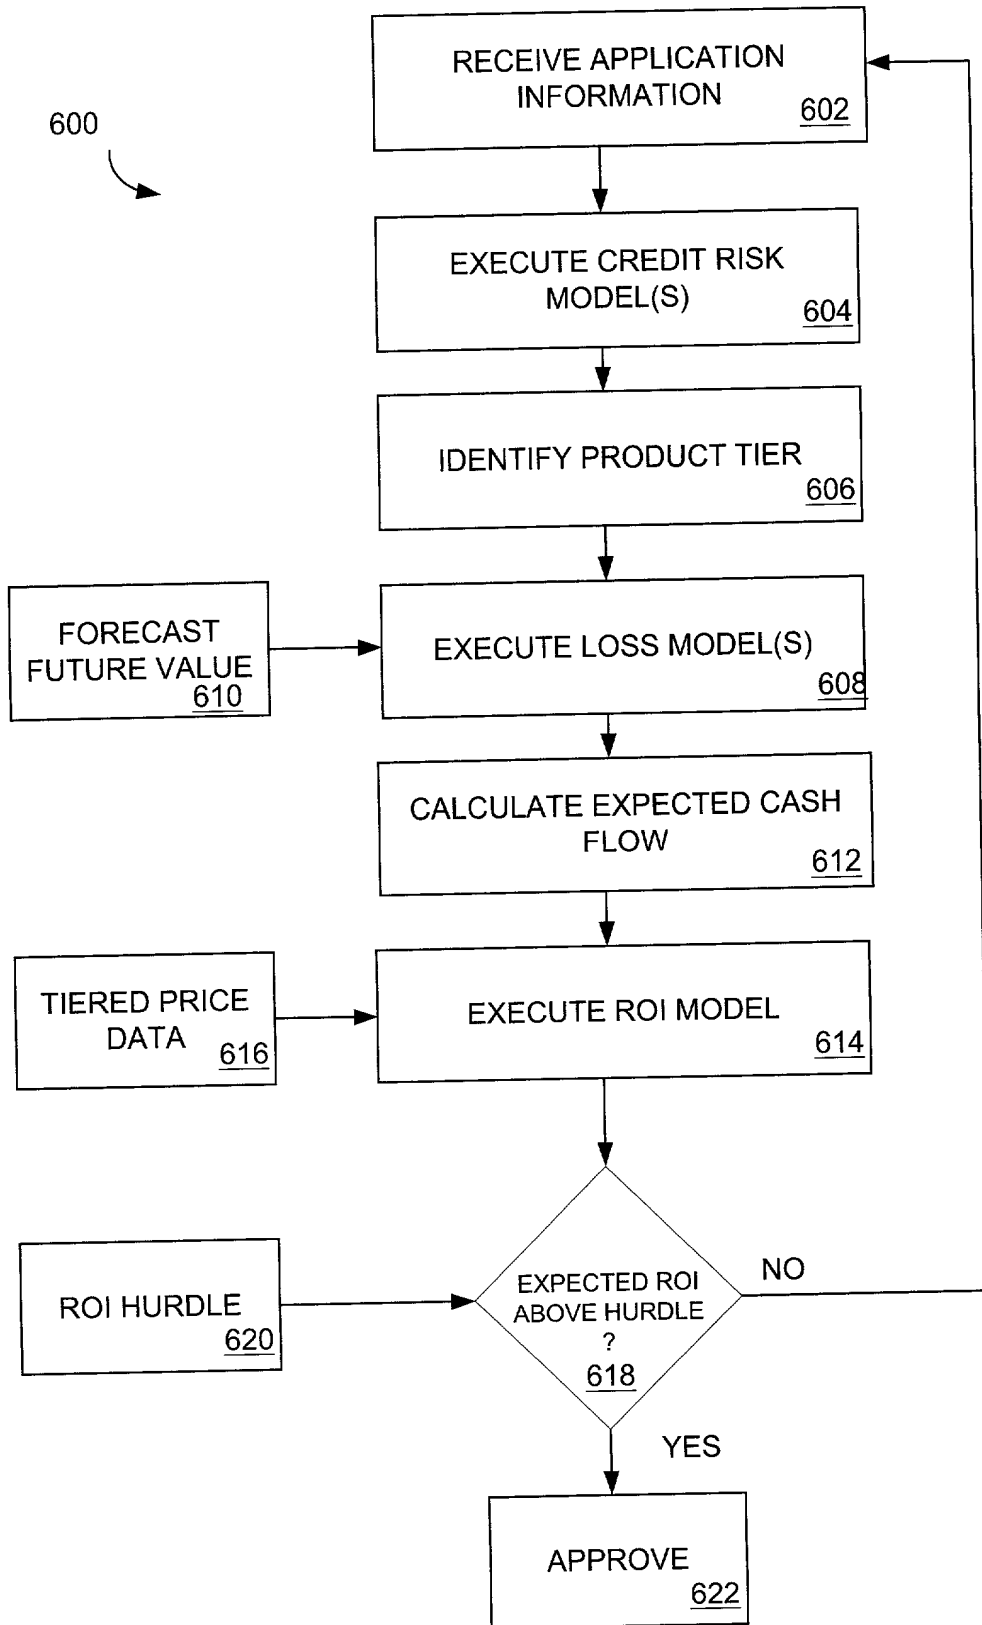 RECEIVE APPLICATION
INFORMATION
602
600
EXECUTE CREDIT RISK
MODEL(S)
604
IDENTIFY PRODUCT TIER
606
FORECAST
FUTURE VALUE
610
EXECUTE LOSS MODEL(S)
608
CALCULATE EXPECTED CASH
FLOW
612
TIERED PRICE
DATA
616
EXECUTE ROI MODEL
614
ROI HURDLE
620
EXPECTED ROI
ABOVE HURDLE
?
618
NO
YES
APPROVE
622